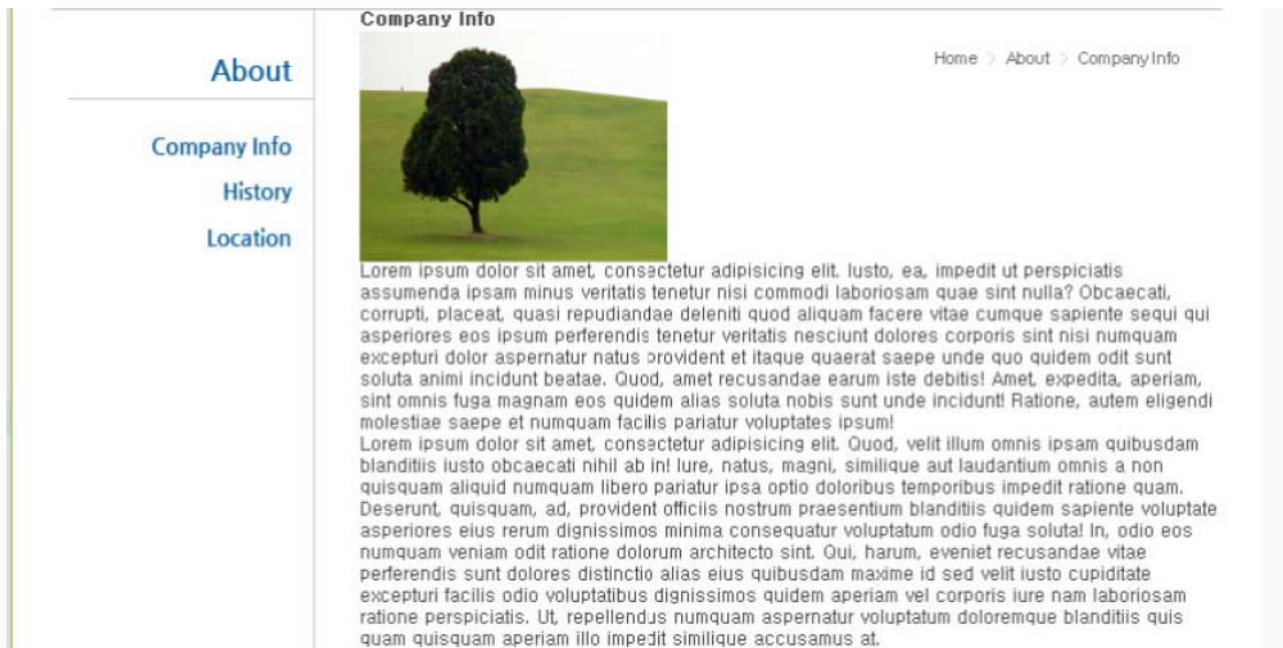 About
Company Info
History
Location
Company Info
Home > About > Company Info
Lorem ipsum dolor sit amet, consectetur adipisicing elit. Iusto, ea, impedit ut perspiciatis
assumenda ipsam minus veritatis tenetur nisi commodi laboriosam quae sint nulla? Obcaecati,
corrupti, placeat, quasi repudiandae deleniti quod aliquam facere vitae cumque sapiente sequi qui
asperiores eos ipsum perferendis tenetur veritatis nesciunt dolores corporis sint nisi numquam
excepturi dolor aspernatur natus provident et itaque quaerat saepe unde quo quidem odit sunt
soluta animi incidunt beatae. Quod, amet recusandae earum iste debitis! Amet, expedita, aperiam,
sint omnis fuga magnam eos quidem alias soluta nobis sunt unde incidunt! Ratione, autem eligendi
molestiae saepe et numquam facilis pariatur voluptates ipsum!
Lorem ipsum dolor sit amet, consectetur adipisicing elit. Quod, velit illum omnis ipsam quibusdam
blanditiis iusto obcaecati nihil ab in! Iure, natus, magni, similique aut laudantium omnis a non
quisquam aliquid numquam libero pariatur ipsa optio doloribus temporibus impedit ratione quam.
Deserunt, quisquam, ad, provident officiis nostrum praesentium blanditiis quidem sapiente voluptate
asperiores eius rerum dignissimos minima consequatur voluptatum odio fuga soluta! In, odio eos
numquam veniam odit ratione dolorum architecto sint. Qui, harum, eveniet recusandae vitae
perferendis sunt dolores distinctio alias eius quibusdam maxime id sed velit iusto cupiditate
excepturi facilis odio voluptatibus dignissimos quidem aperiam vel corporis iure nam laboriosam
ratione perspiciatis. Ut, repellendus numquam aspernatur voluptatum doloremque blanditiis quis
quam quisquam aperiam illo impedit similique accusamus at.